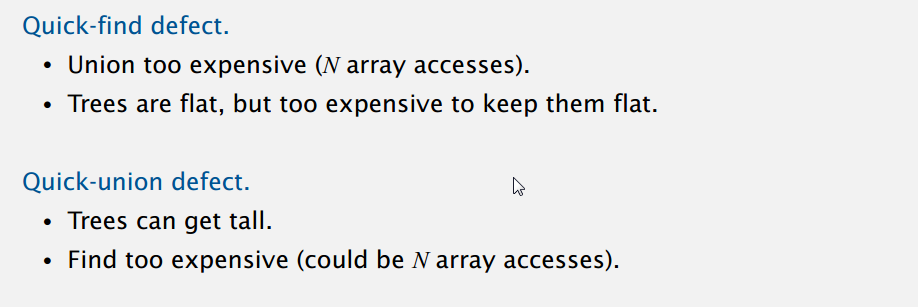 Quick-find defect.
• Union too expensive (N array accesses).
• Trees are flat, but too expensive to keep them flat.
Quick-union defect.
• Trees can get tall.
• Find too expensive (could be N array accesses).